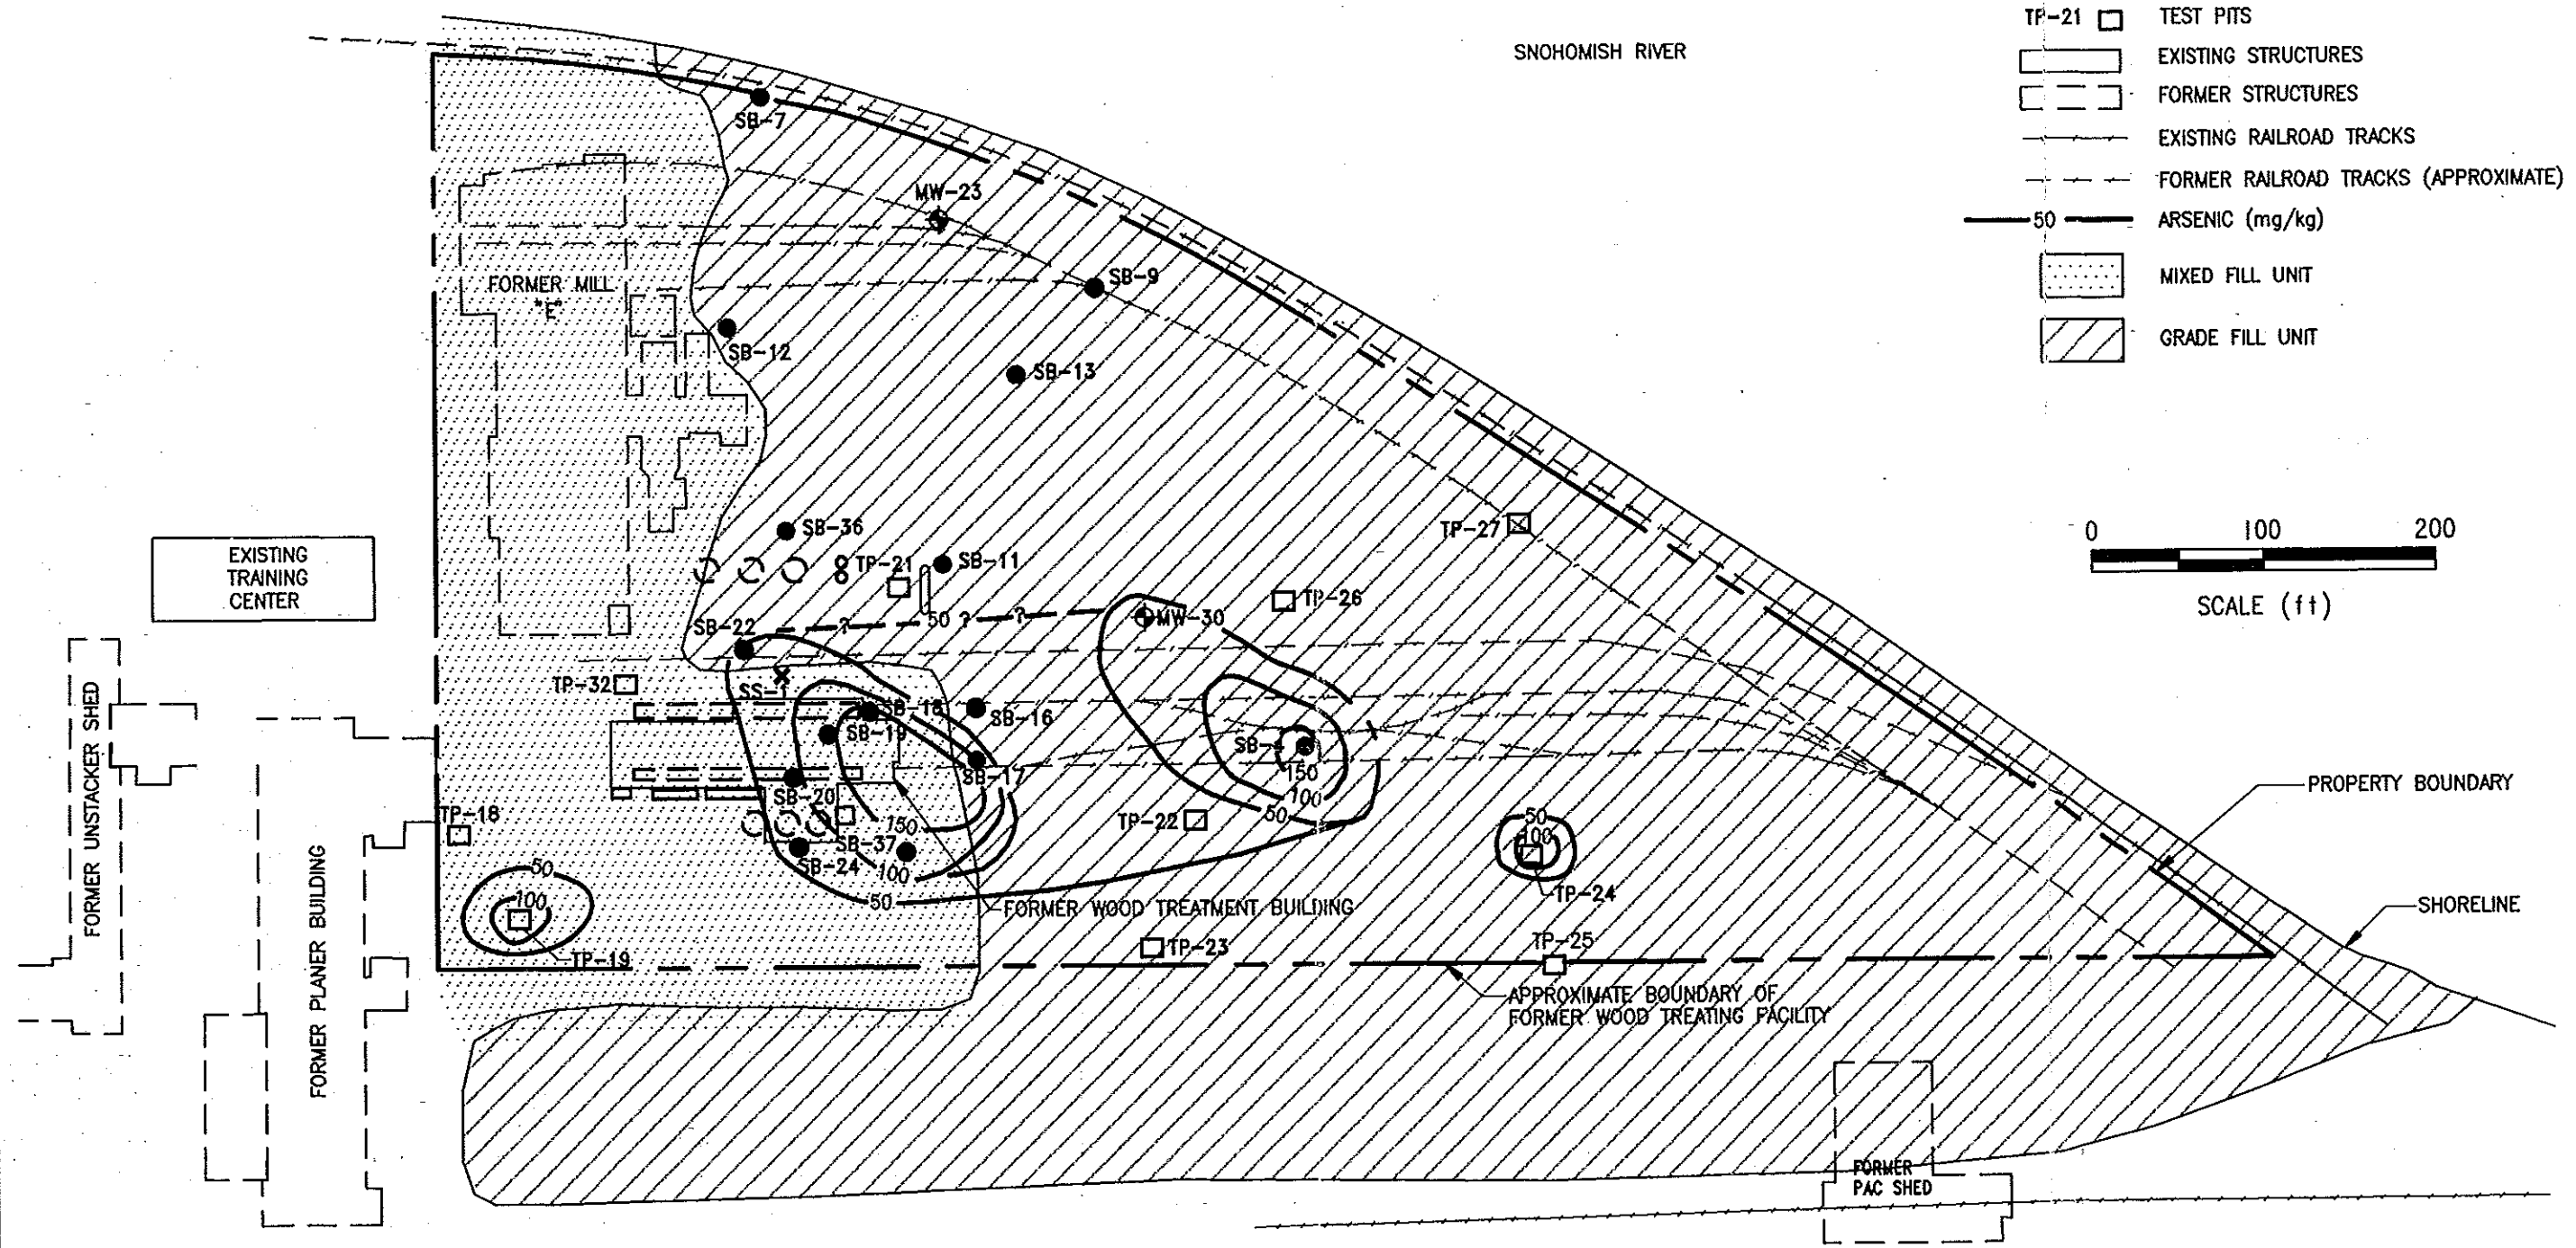 TP-21 TEST PITS
SNOHOMISH RIVER
EXISTING STRUCTURES
FORMER STRUCTURES
EXISTING RAILROAD TRACKS
FORMER RAILROAD TRACKS (APPROXIMATE)
50 ARSENIC (mg/kg)
MIXED FILL UNIT
GRADE FILL UNIT
0 100 200
SCALE (ft)
SB-7
MW-23
SB-9
FORMER MILL
"E"
SB-12
SB-13
SB-36
TP-21
SB-11
TP-27
EXISTING
TRAINING
CENTER
SB-22
? 50 ? ?
MW-30
TP-26
TP-32
SS-1
SB-18
SB-16
SB-19
SB-4
SB-17
150
100
50
SB-20
TP-18
TP-22
150
SB-37
SB-24
100
50
50
100
TP-24
PROPERTY BOUNDARY
FORMER UNSTACKER SHED
FORMER PLANER BUILDING
50
100
TP-19
FORMER WOOD TREATMENT BUILDING
SHORELINE
TP-23
TP-25
APPROXIMATE BOUNDARY OF
FORMER WOOD TREATING FACILITY
FORMER
PAC SHED